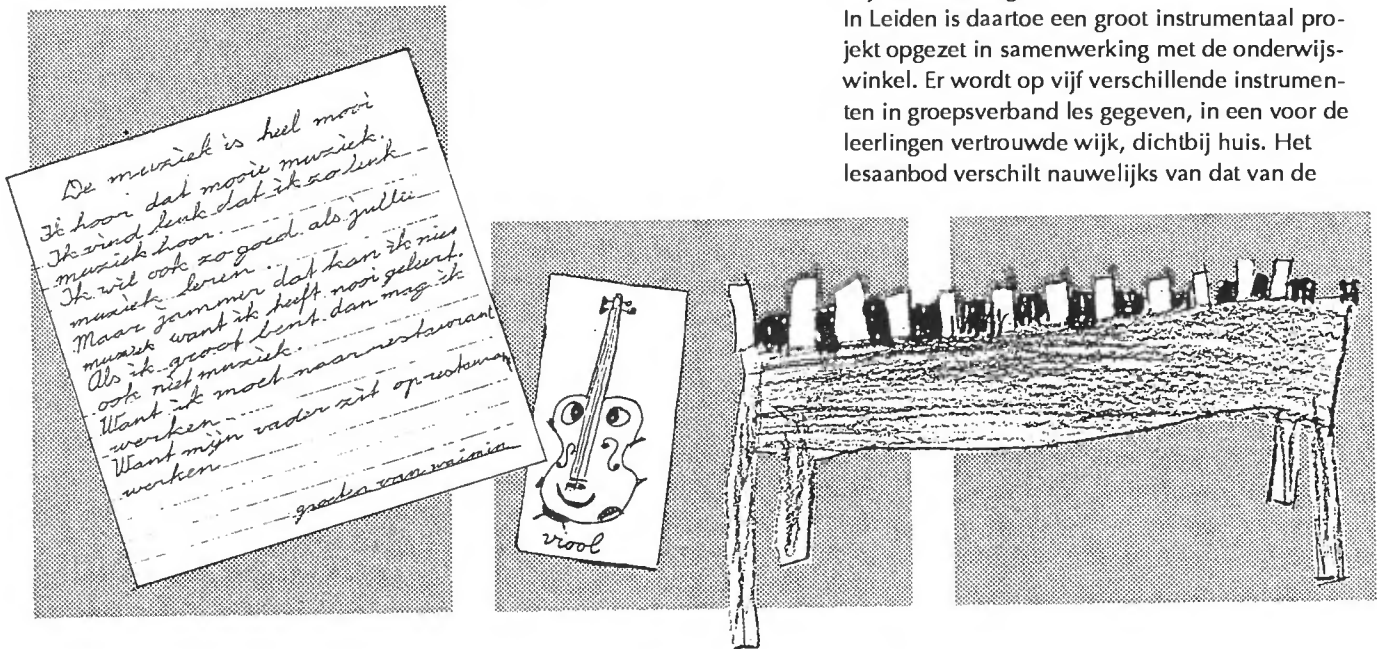 In Leiden is daartoe een groot instrumentaal pro-
jekt opgezet in samenwerking met de onderwijs-
winkel. Er wordt op vijf verschillende instrumen-
ten in groepsverband les gegeven, in een voor de
leerlingen vertrouwde wijk, dichtbij huis. Het
lesaanbod verschilt nauwelijks van dat van de
De muziek is heel mooi
Ik hoor dat mooie muziek.
Ik vind leuk dat ik zo leuk
muziek hoor.
Ik wil ook zo goed als jullie
muziek leren.
Maar jammer dat kan ik niet
muziek want ik heeft nooi geleert.
Als ik groot bent dan mag ik
ook niet muziek.
Want ik moet naar restaurant
werken
Want mijn vader zit op restauran
werken
groeten van
viool